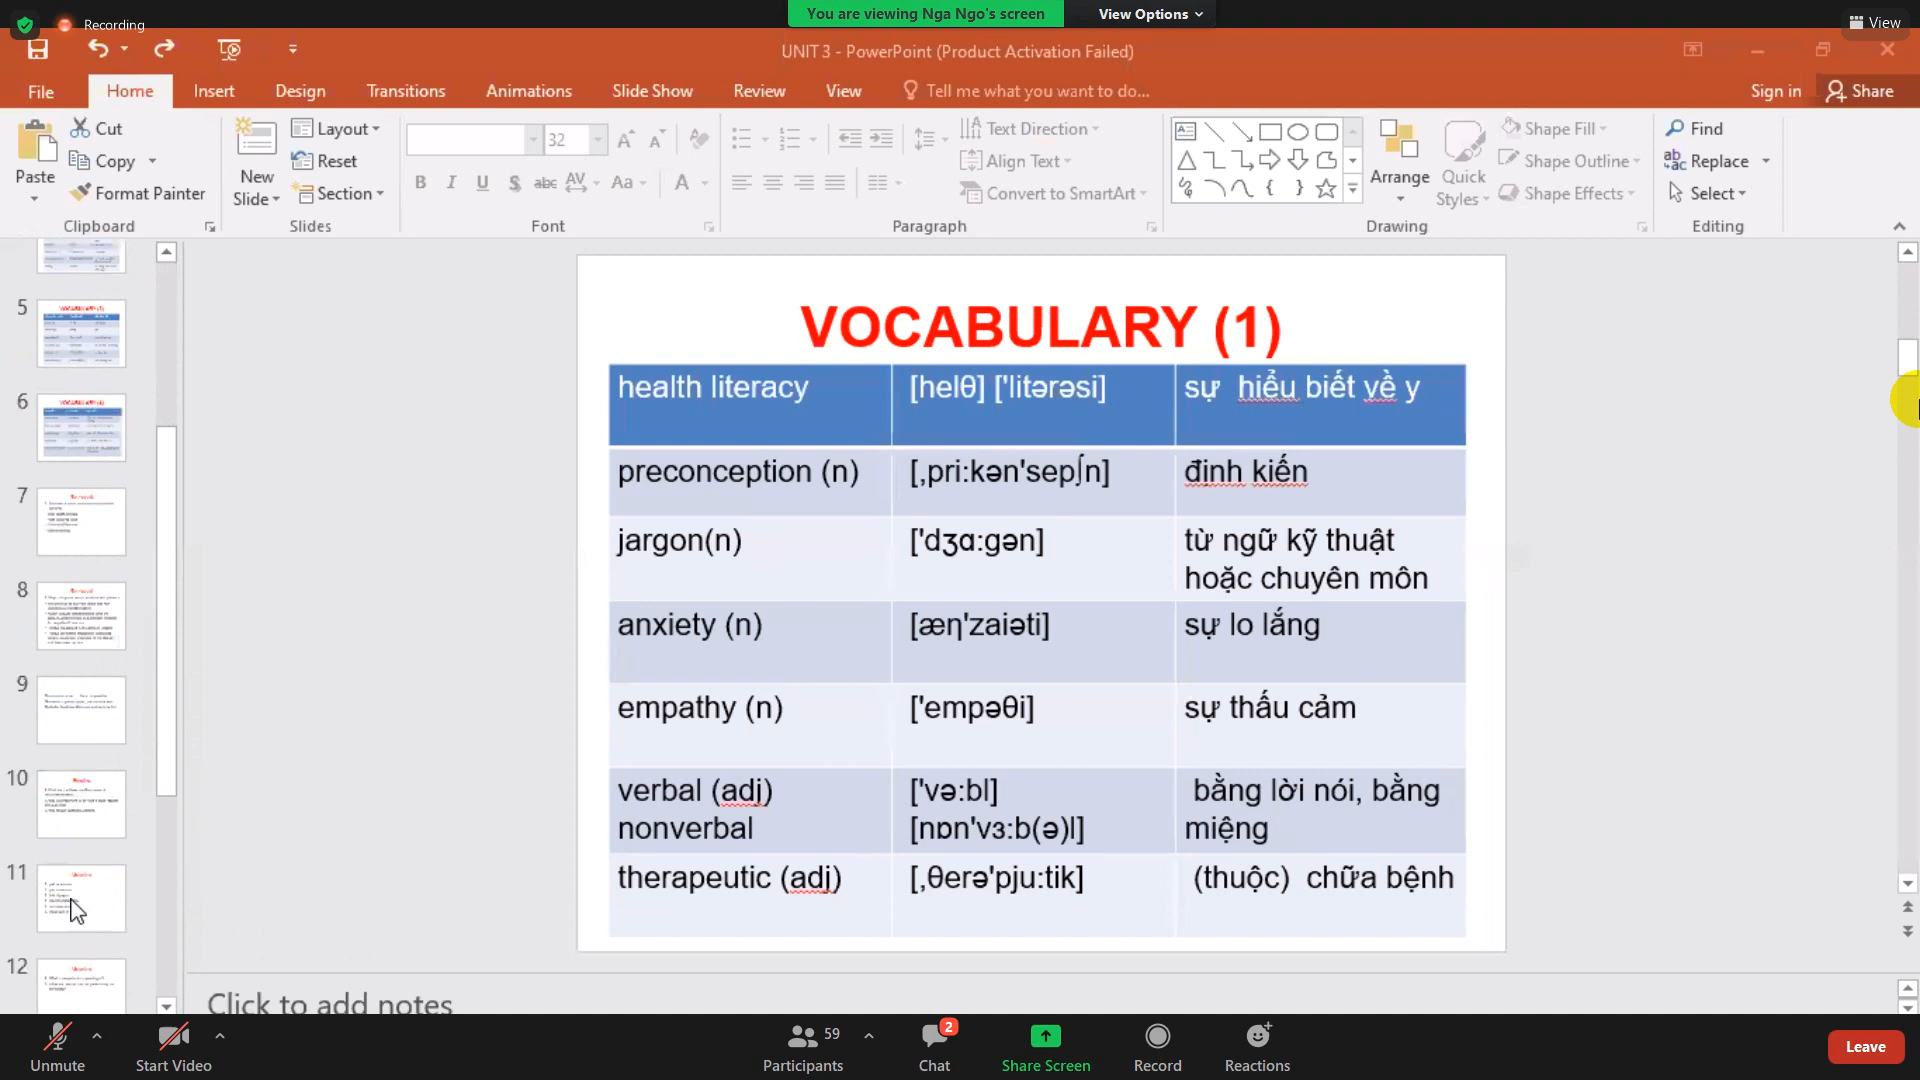 Recording
You are viewing Nga Ngo's screen
View Options
View
UNIT 3 - PowerPoint (Product Activation Failed)
File Home Insert Design Transitions Animations Slide Show Review View Tell me what you want to do... Sign in Share
Paste
Cut
Copy
Format Painter
Clipboard
New
Slide
Layout
Reset
Section
Slides
32
B I U S abc AV Aa A
Font
Text Direction
Align Text
Convert to SmartArt
Paragraph
Arrange
Quick
Styles
Shape Fill
Shape Outline
Shape Effects
Drawing
Find
Replace
Select
Editing
5
6
7
8
9
10
11
12
VOCABULARY (1)
health literacy [helθ] ['litərəsi] sự hiểu biết về y
preconception (n) [,pri:kən'sep∫n] định kiến
jargon(n) ['dʒɑ:gən] từ ngữ kỹ thuật
hoặc chuyên môn
anxiety (n) [æη'zaiəti] sự lo lắng
empathy (n) ['empəθi] sự thấu cảm
verbal (adj) ['və:bl] bằng lời nói, bằng
nonverbal [nɒn'vɜ:b(ə)l] miệng
therapeutic (adj) [,θerə'pju:tik] (thuộc) chữa bệnh
Click to add notes
Unmute
Start Video
59
Participants
2
Chat
Share Screen
Record
Reactions
Leave